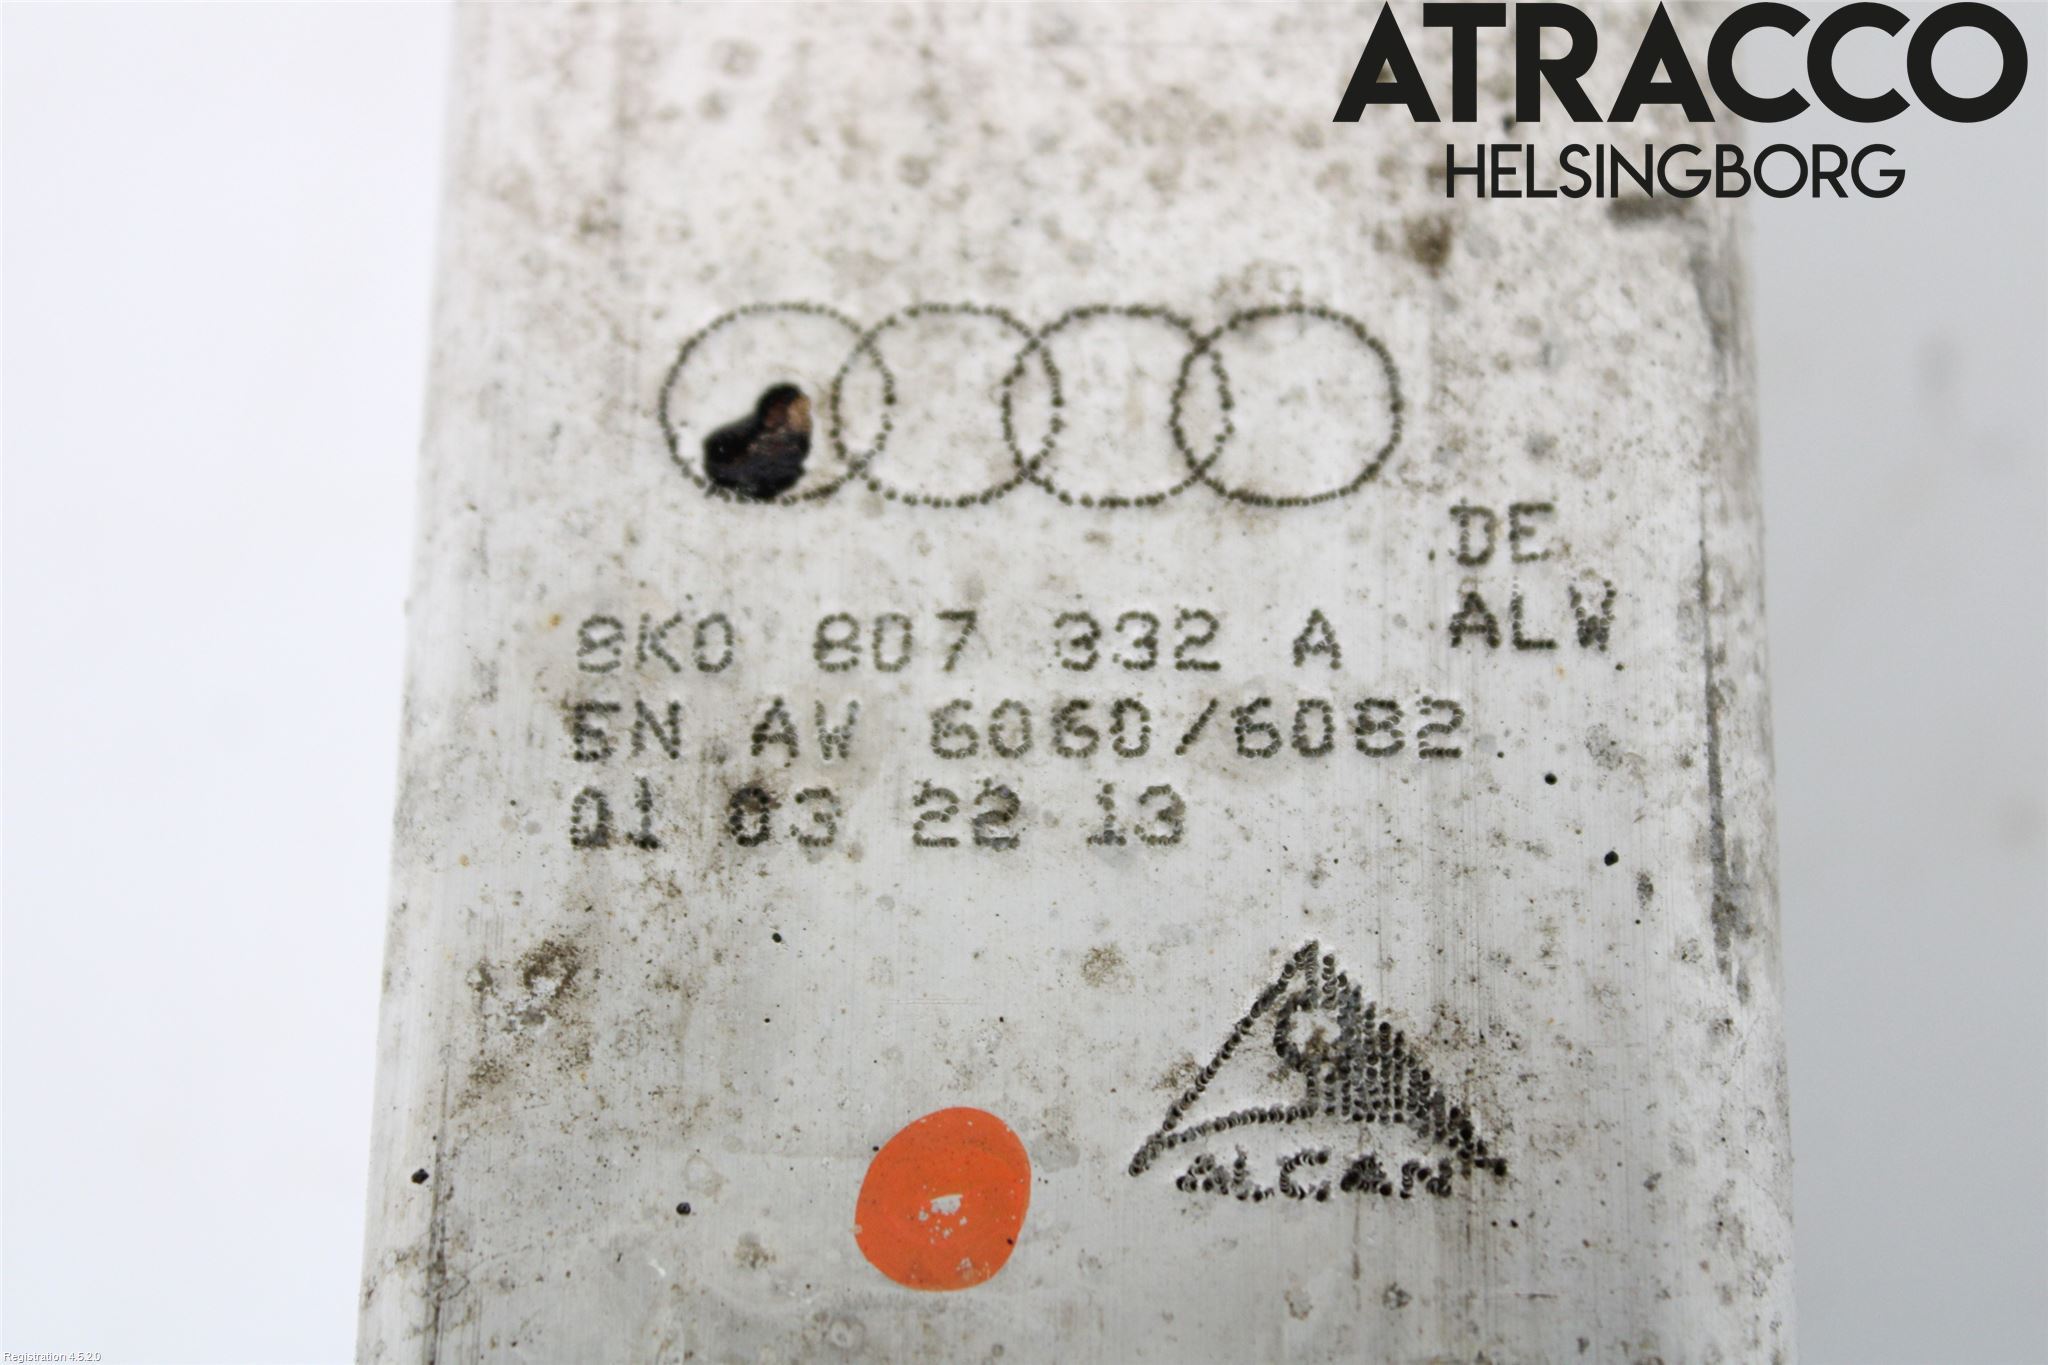 ATRACCO
HELSINGBORG
DE
ALW
8K0 807 332 A
EN AW 6060/6082
01 03 22 13
ALCAN
Registration 4.5.2.0